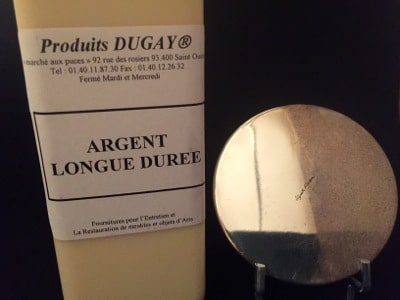 Produits DUGAY®
marché aux puces » 92 rue des rosiers 93.400 Saint Ouen
Tel : 01.40.11.87.30 Fax : 01.40.12.26.32
Fermé Mardi et Mercredi
ARGENT
LONGUE DUREE
Fournitures pour l'Entretien et
La Restauration de meubles et objets d'Arts